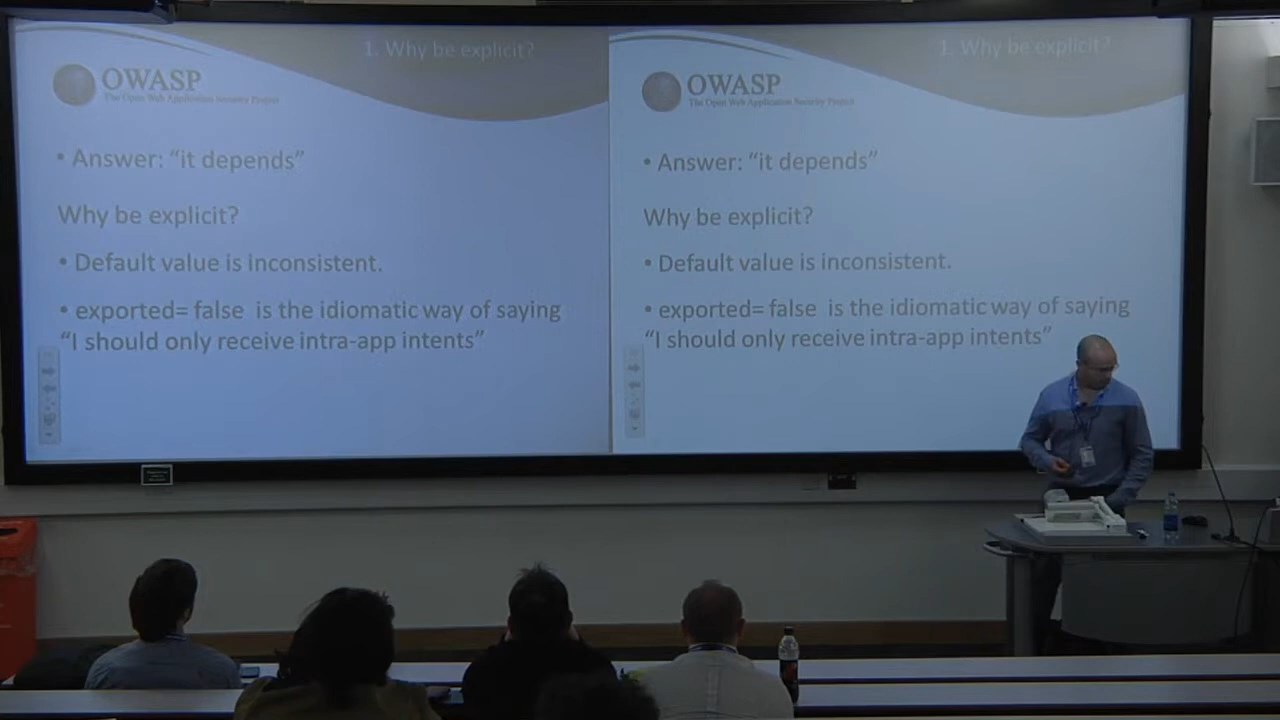 1. Why be explicit?
OWASP
The Open Web Application Security Project
• Answer: “it depends”
Why be explicit?
• Default value is inconsistent.
• exported= false is the idiomatic way of saying
“I should only receive intra-app intents”
1. Why be explicit?
OWASP
The Open Web Application Security Project
• Answer: “it depends”
Why be explicit?
• Default value is inconsistent.
• exported= false is the idiomatic way of saying
“I should only receive intra-app intents”